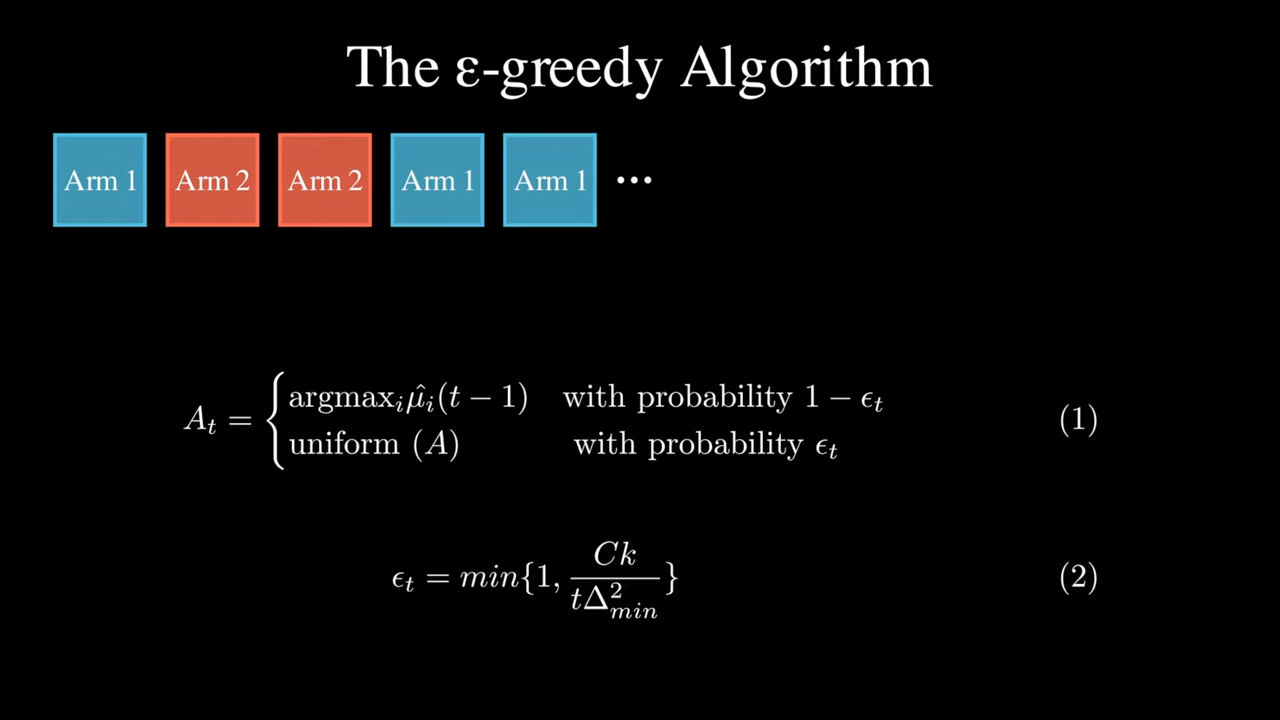 The ε-greedy Algorithm
Arm 1 Arm 2 Arm 2 Arm 1 Arm 1 ...
A_t = { argmax_i μ̂_i(t − 1) with probability 1 − ϵ_t
uniform (A) with probability ϵ_t (1)
ϵ_t = min{1, Ck / tΔ²_min} (2)